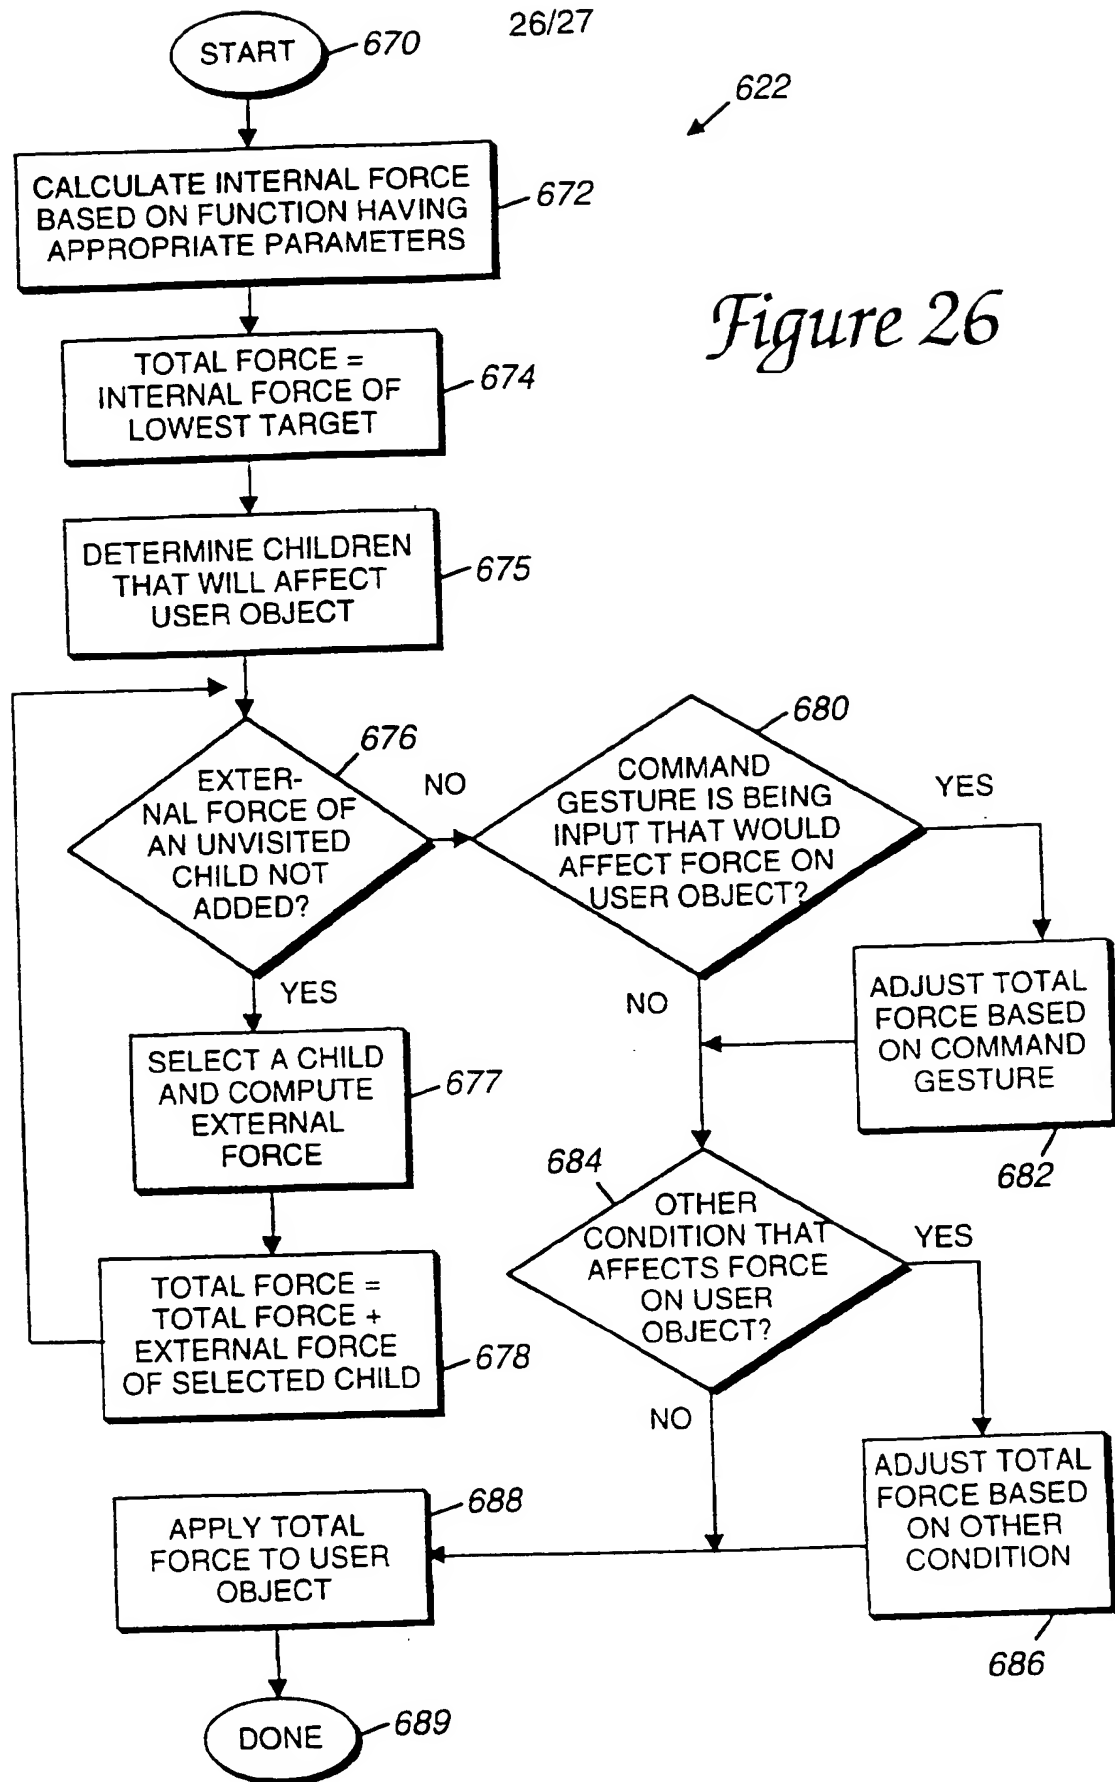 26/27
START
670
622
CALCULATE INTERNAL FORCE
BASED ON FUNCTION HAVING
APPROPRIATE PARAMETERS
672
Figure 26
TOTAL FORCE =
INTERNAL FORCE OF
LOWEST TARGET
674
DETERMINE CHILDREN
THAT WILL AFFECT
USER OBJECT
675
EXTER-
NAL FORCE OF
AN UNVISITED
CHILD NOT
ADDED?
676
NO
YES
COMMAND
GESTURE IS BEING
INPUT THAT WOULD
AFFECT FORCE ON
USER OBJECT?
680
YES
NO
ADJUST TOTAL
FORCE BASED
ON COMMAND
GESTURE
682
SELECT A CHILD
AND COMPUTE
EXTERNAL
FORCE
677
TOTAL FORCE =
TOTAL FORCE +
EXTERNAL FORCE
OF SELECTED CHILD
678
684
OTHER
CONDITION THAT
AFFECTS FORCE
ON USER
OBJECT?
YES
NO
ADJUST TOTAL
FORCE BASED
ON OTHER
CONDITION
686
APPLY TOTAL
FORCE TO USER
OBJECT
688
DONE
689